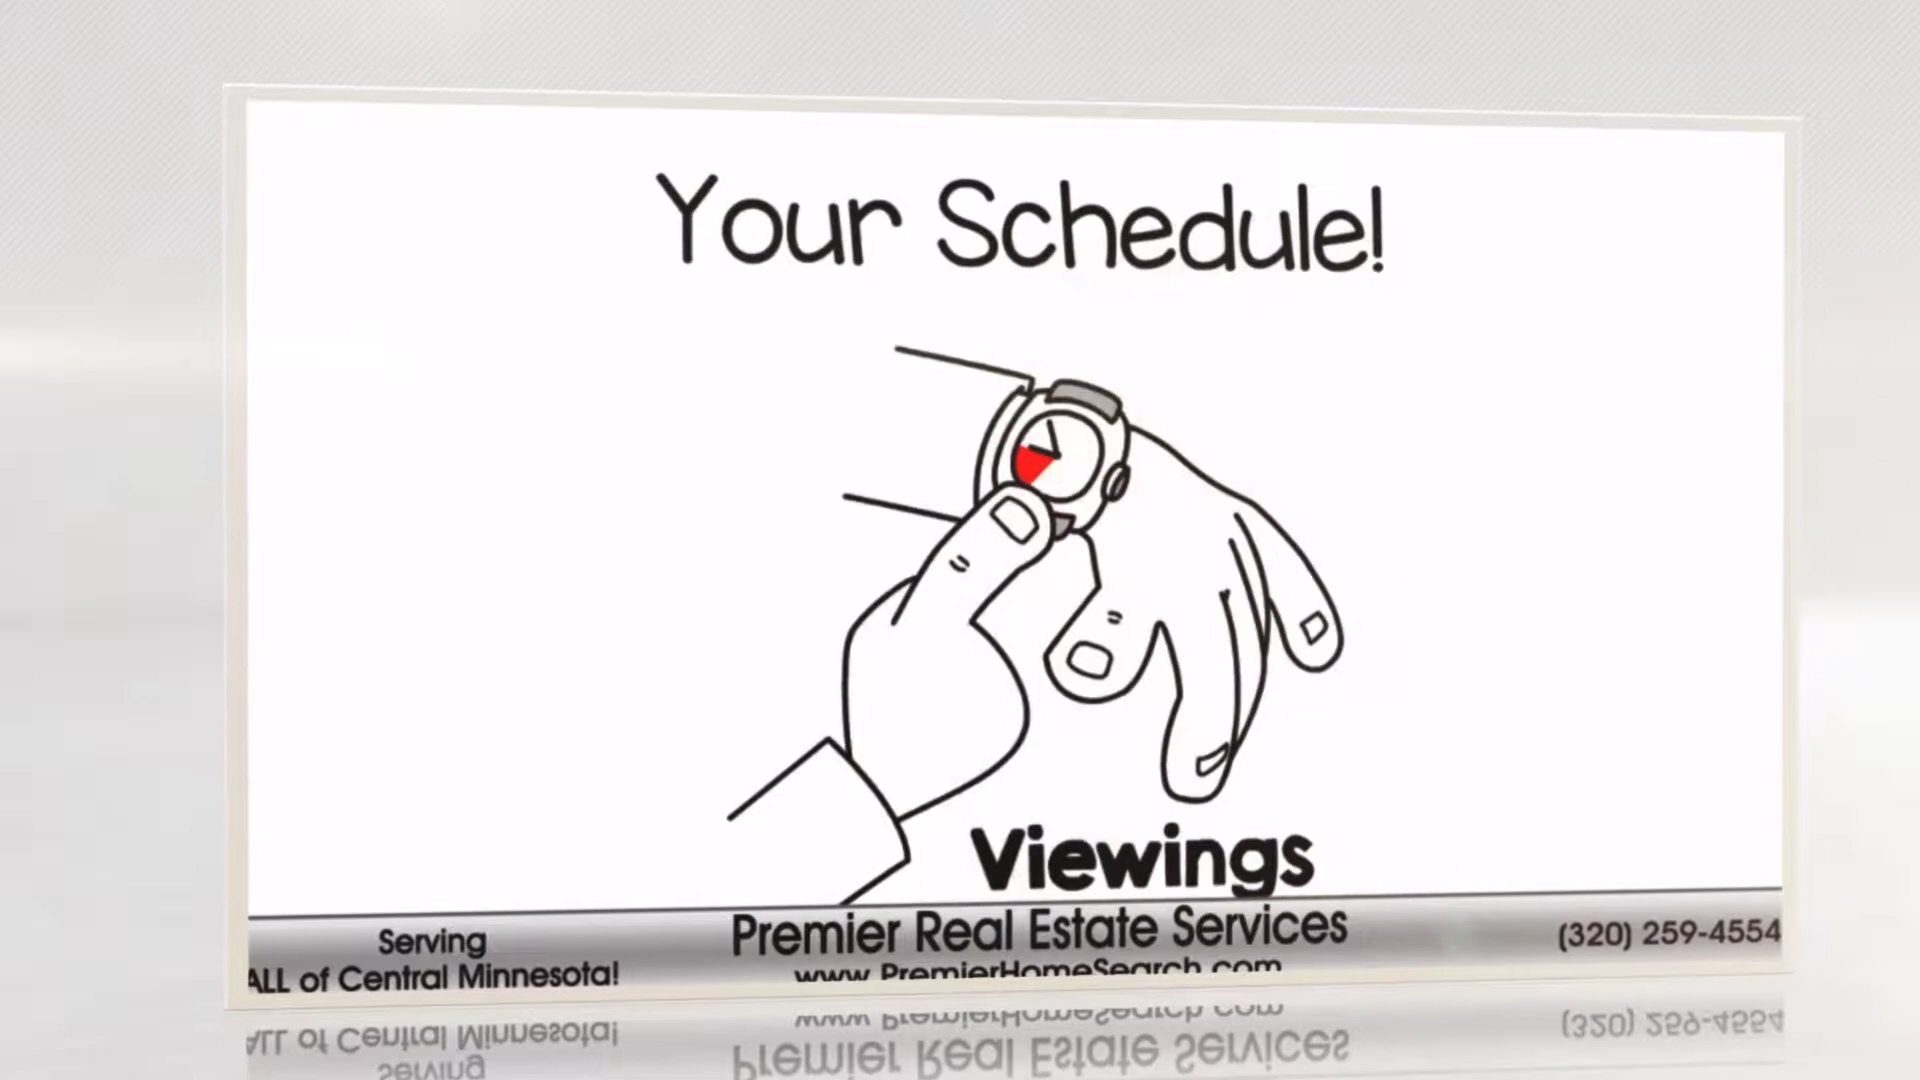 Your Schedule!
Viewings
Serving
ALL of Central Minnesota!
Premier Real Estate Services
www.PremierHomeSearch.com
(320) 259-4554